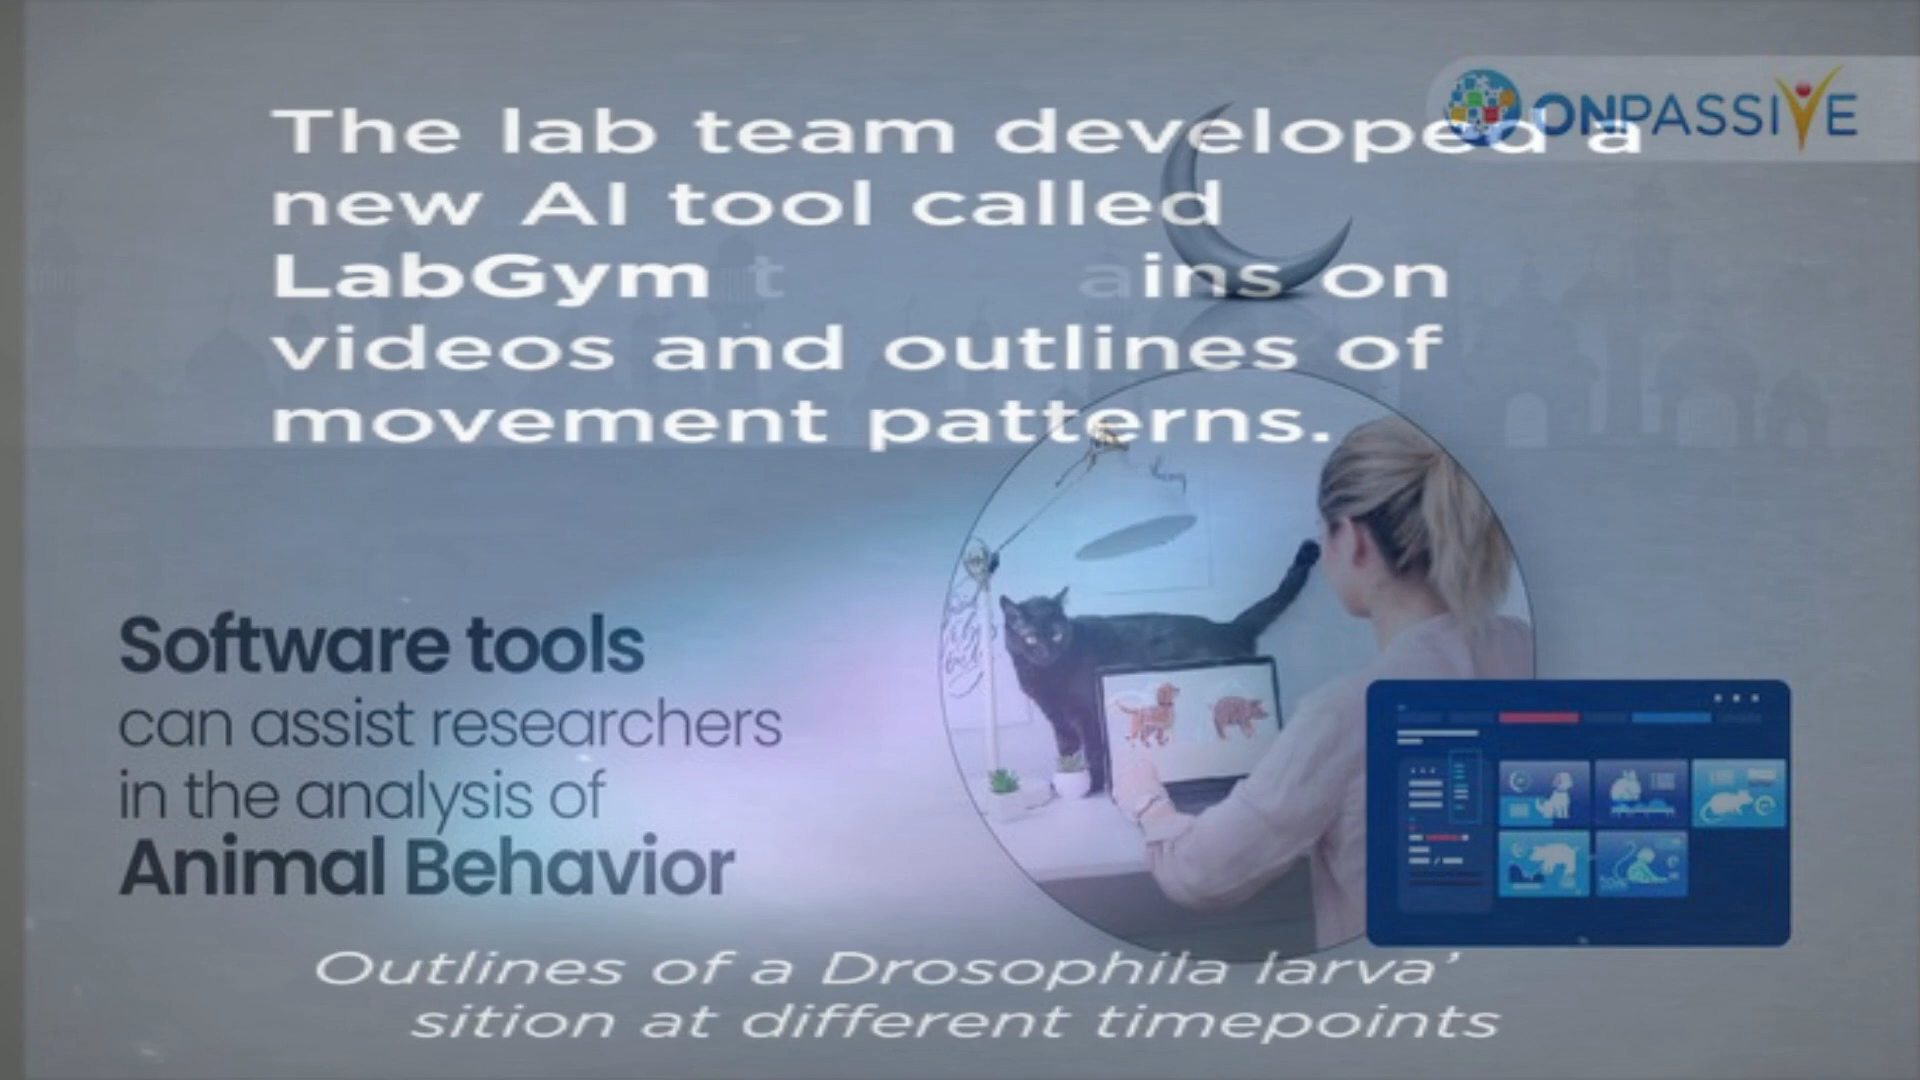 ONPASSIVE
The lab team developed a
new AI tool called
LabGym t ains on
videos and outlines of
movement patterns.
Software tools
can assist researchers
in the analysis of
Animal Behavior
Outlines of a Drosophila larva’
sition at different timepoints